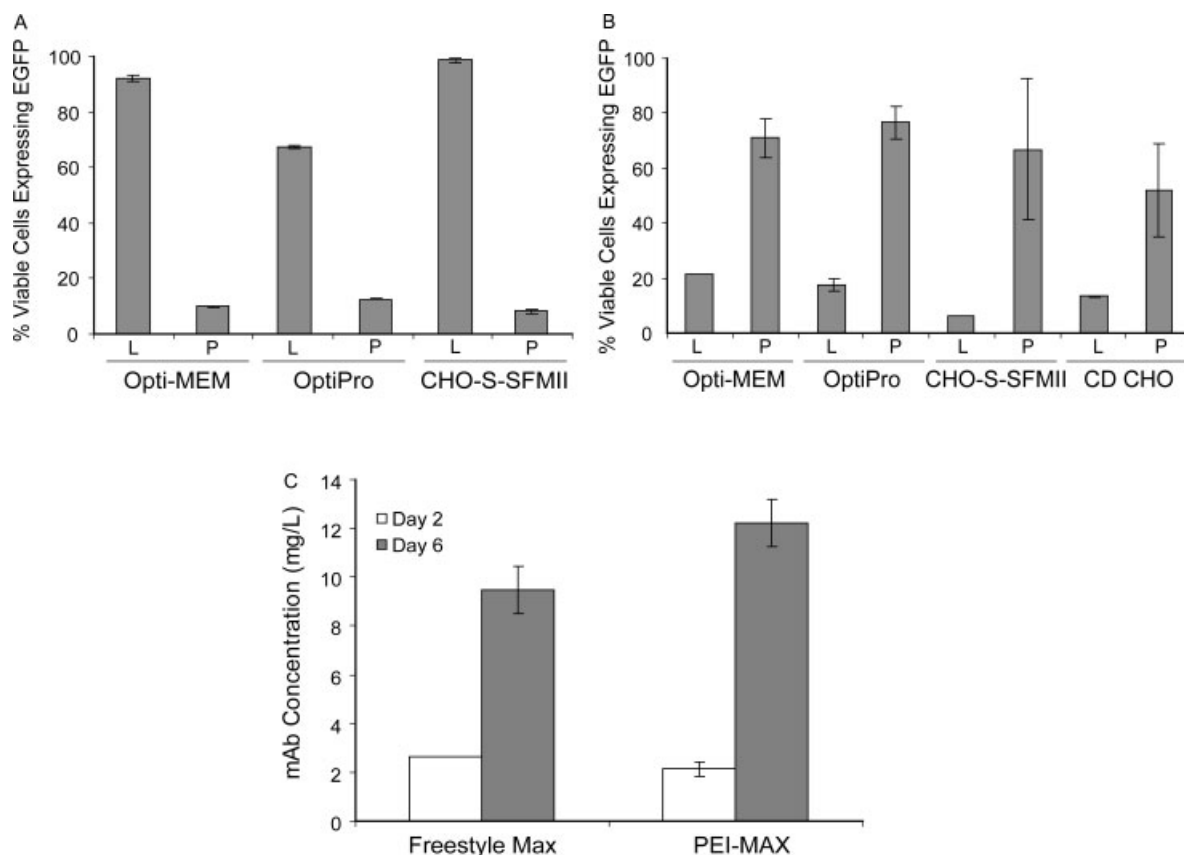 A
% Viable Cells Expressing EGFP
100
80
60
40
20
0
L P L P L P
Opti-MEM OptiPro CHO-S-SFMII
B
% Viable Cells Expressing EGFP
100
80
60
40
20
0
L P L P L P L P
Opti-MEM OptiPro CHO-S-SFMII CD CHO
C
mAb Concentration (mg/L)
14
12
10
8
6
4
2
0
Day 2
Day 6
Freestyle Max PEI-MAX